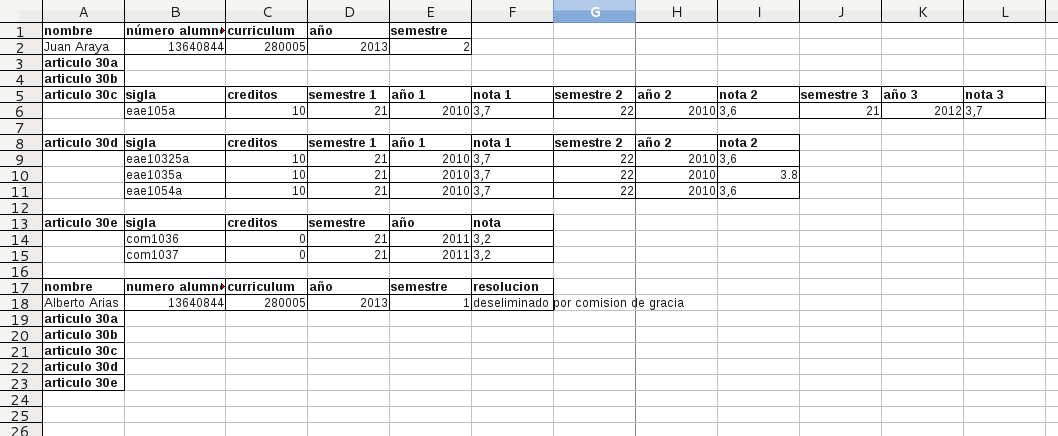 A B C D E F G H I J K L
1 nombre número alumn curriculum año semestre
2 Juan Araya 13640844 280005 2013 2
3 articulo 30a
4 articulo 30b
5 articulo 30c sigla creditos semestre 1 año 1 nota 1 semestre 2 año 2 nota 2 semestre 3 año 3 nota 3
6 eae105a 10 21 2010 3,7 22 2010 3,6 21 2012 3,7
7
8 articulo 30d sigla creditos semestre 1 año 1 nota 1 semestre 2 año 2 nota 2
9 eae10325a 10 21 2010 3,7 22 2010 3,6
10 eae1035a 10 21 2010 3,7 22 2010 3.8
11 eae1054a 10 21 2010 3,7 22 2010 3,6
12
13 articulo 30e sigla creditos semestre año nota
14 com1036 0 21 2011 3,2
15 com1037 0 21 2011 3,2
16
17 nombre numero alumn curriculum año semestre resolucion
18 Alberto Arias 13640844 280005 2013 1 deseliminado por comision de gracia
19 articulo 30a
20 articulo 30b
21 articulo 30c
22 articulo 30d
23 articulo 30e
24
25
26